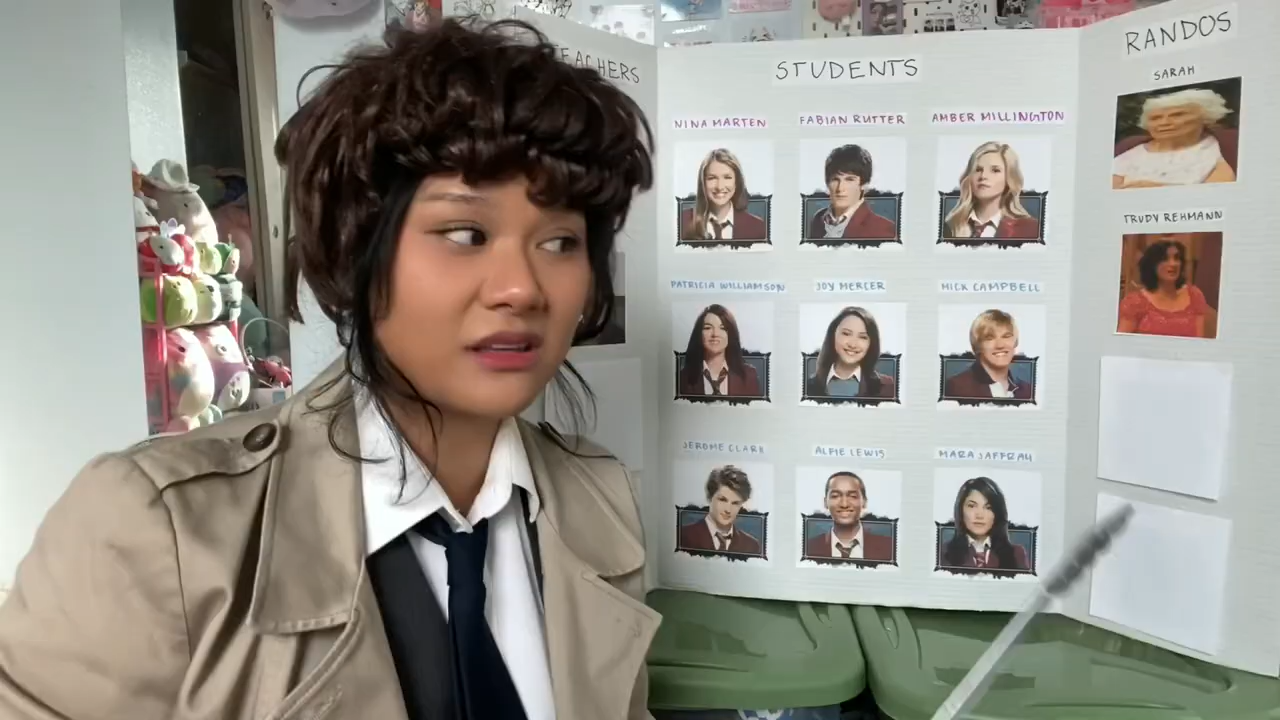 TEACHERS
STUDENTS
RANDOS
NINA MARTEN
FABIAN RUTTER
AMBER MILLINGTON
PATRICIA WILLIAMSON
JOY MERCER
MICK CAMPBELL
JEROME CLARK
ALFIE LEWIS
MARA JAFFRAY
SARAH
TRUDY REHMANN